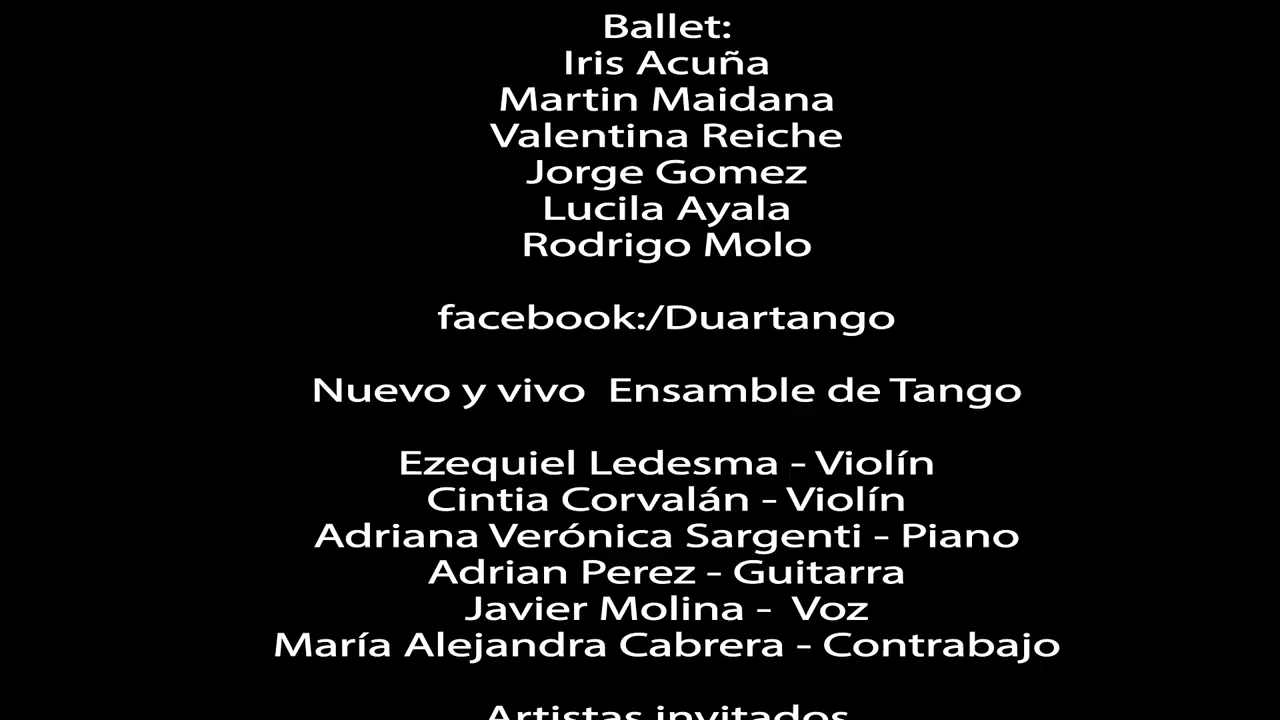 Ballet:
Iris Acuña
Martin Maidana
Valentina Reiche
Jorge Gomez
Lucila Ayala
Rodrigo Molo
facebook:/Duartango
Nuevo y vivo  Ensamble de Tango
Ezequiel Ledesma - Violín
Cintia Corvalán - Violín
Adriana Verónica Sargenti - Piano
Adrian Perez - Guitarra
Javier Molina -  Voz
María Alejandra Cabrera - Contrabajo
Artistas invitados